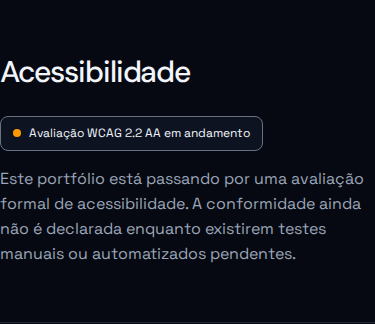 Acessibilidade
Avaliação WCAG 2.2 AA em andamento
Este portfólio está passando por uma avaliação
formal de acessibilidade. A conformidade ainda
não é declarada enquanto existirem testes
manuais ou automatizados pendentes.